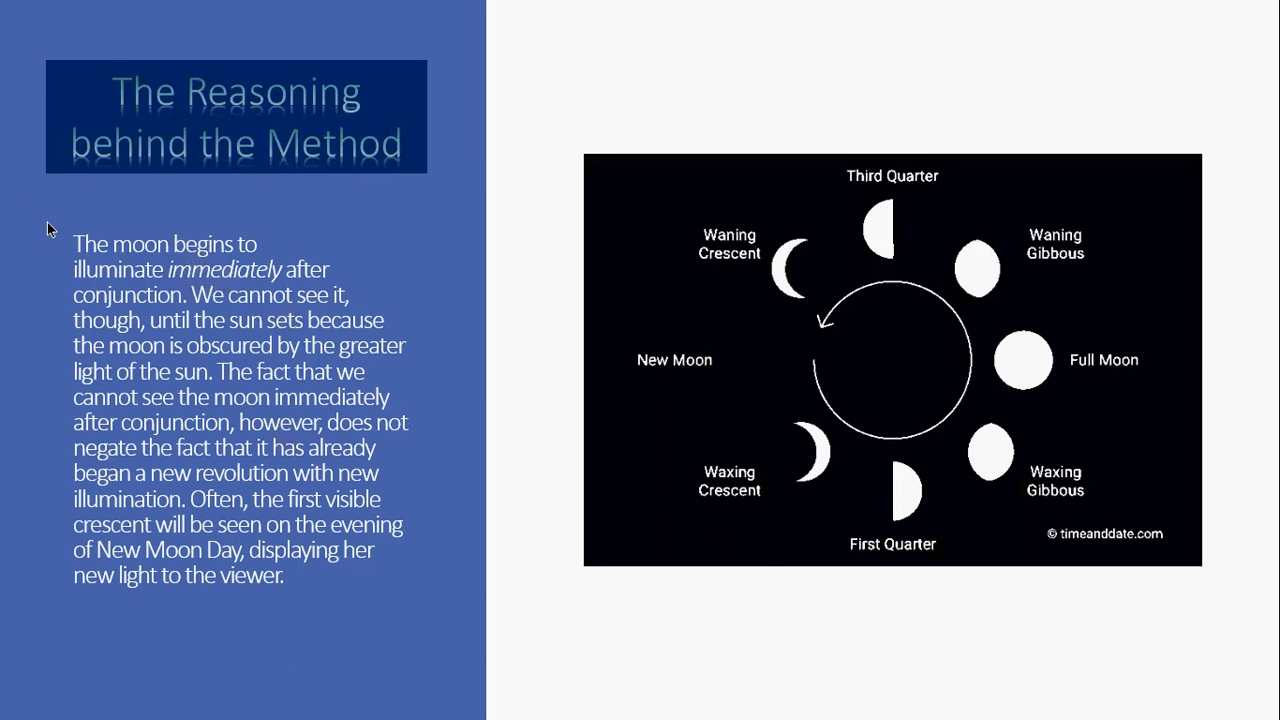 The Reasoning
behind the Method
The moon begins to
illuminate immediately after
conjunction. We cannot see it,
though, until the sun sets because
the moon is obscured by the greater
light of the sun. The fact that we
cannot see the moon immediately
after conjunction, however, does not
negate the fact that it has already
began a new revolution with new
illumination. Often, the first visible
crescent will be seen on the evening
of New Moon Day, displaying her
new light to the viewer.
Third Quarter
Waning
Crescent
Waning
Gibbous
New Moon
Full Moon
Waxing
Crescent
Waxing
Gibbous
First Quarter
© timeanddate.com